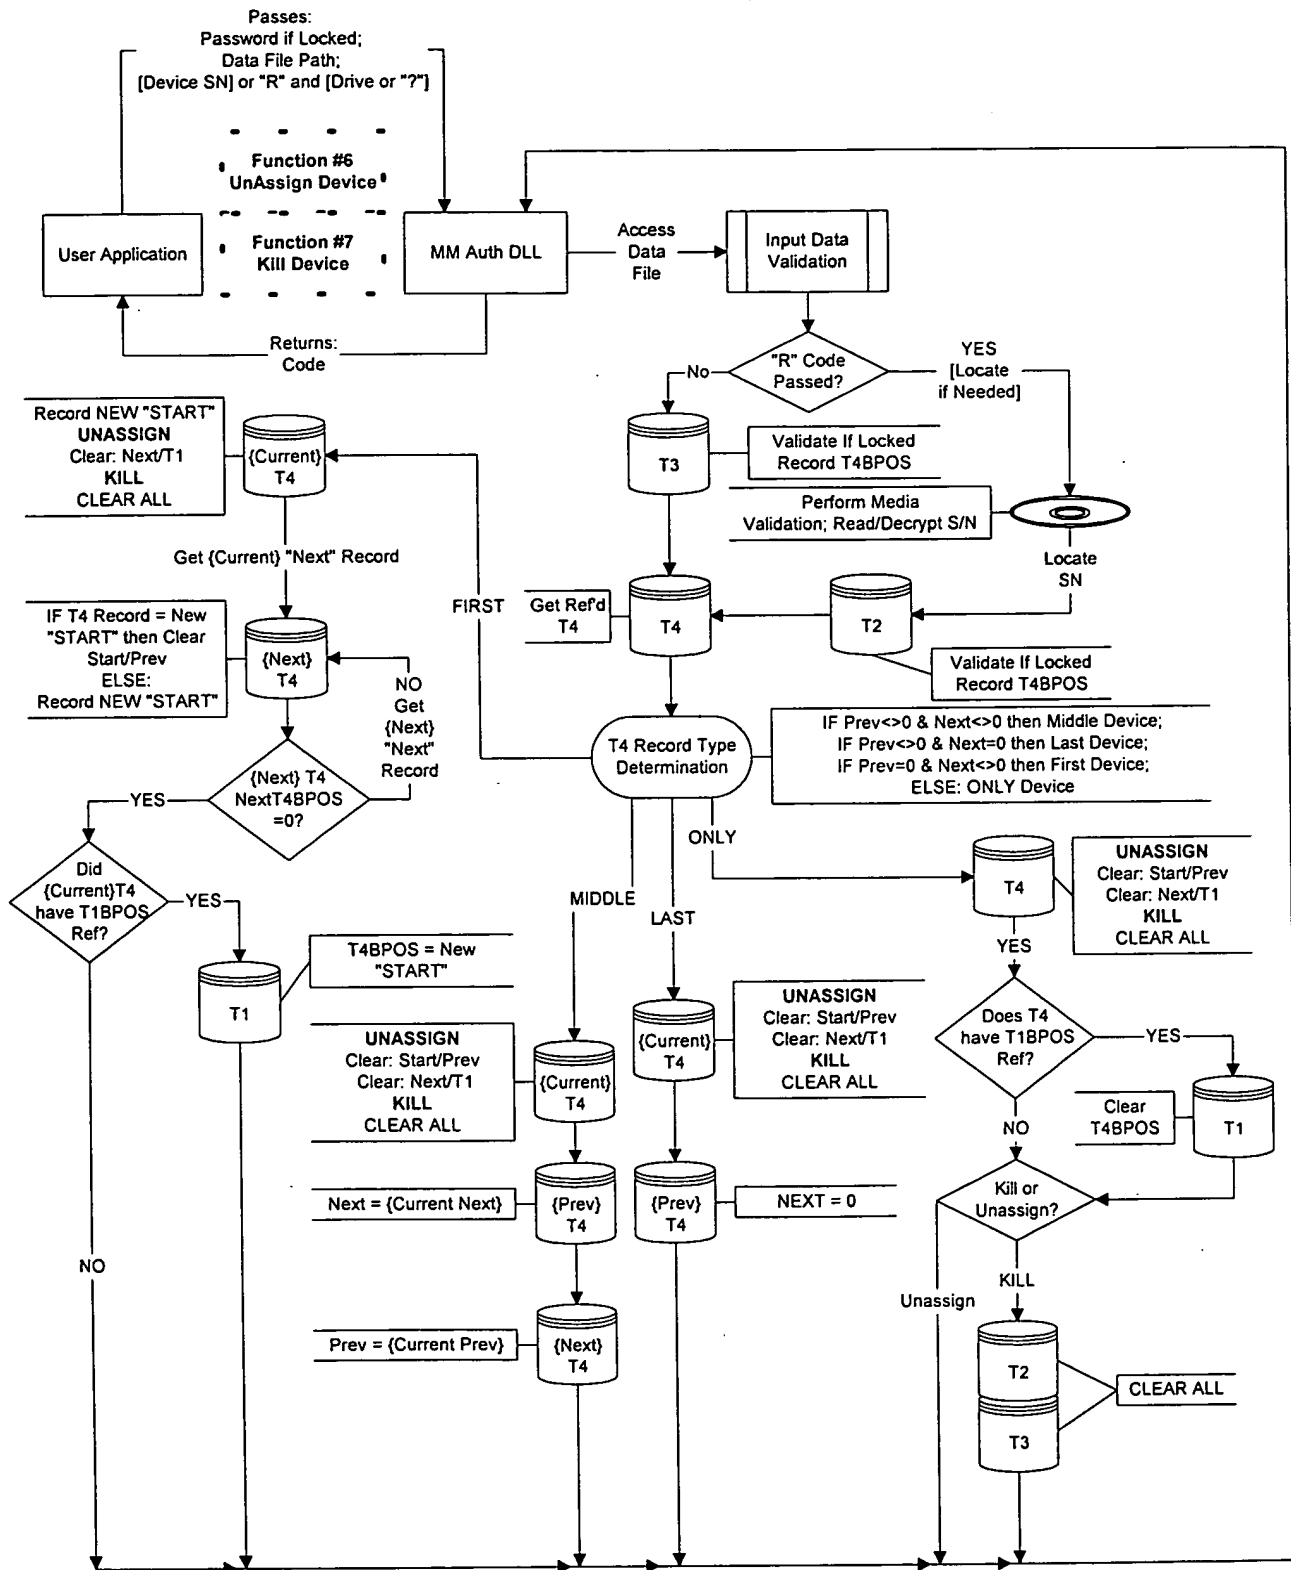 Passes:
Password if Locked;
Data File Path;
[Device SN] or "R" and [Drive or "?"]
Function #6
UnAssign Device
Function #7
Kill Device
User Application
MM Auth DLL
Access
Data
File
Input Data
Validation
Returns:
Code
"R" Code
Passed?
No
YES
[Locate
if Needed]
Record NEW "START"
UNASSIGN
Clear: Next/T1
KILL
CLEAR ALL
{Current}
T4
T3
Validate If Locked
Record T4BPOS
Perform Media
Validation; Read/Decrypt S/N
Locate
SN
Get {Current} "Next" Record
FIRST
Get Ref'd
T4
T4
T2
Validate If Locked
Record T4BPOS
IF T4 Record = New
"START" then Clear
Start/Prev
ELSE:
Record NEW "START"
{Next}
T4
NO
Get
{Next}
"Next"
Record
T4 Record Type
Determination
IF Prev<>0 & Next<>0 then Middle Device;
IF Prev<>0 & Next=0 then Last Device;
IF Prev=0 & Next<>0 then First Device;
ELSE: ONLY Device
{Next} T4
NextT4BPOS
=0?
YES
ONLY
Did
{Current}T4
have T1BPOS
Ref?
YES
MIDDLE
LAST
T4
UNASSIGN
Clear: Start/Prev
Clear: Next/T1
KILL
CLEAR ALL
YES
T4BPOS = New
"START"
T1
UNASSIGN
Clear: Start/Prev
Clear: Next/T1
KILL
CLEAR ALL
{Current}
T4
{Current}
T4
UNASSIGN
Clear: Start/Prev
Clear: Next/T1
KILL
CLEAR ALL
Does T4
have T1BPOS
Ref?
YES
Clear
T4BPOS
T1
NO
Next = {Current Next}
{Prev}
T4
{Prev}
T4
NEXT = 0
Kill or
Unassign?
NO
KILL
Unassign
Prev = {Current Prev}
{Next}
T4
T2
CLEAR ALL
T3